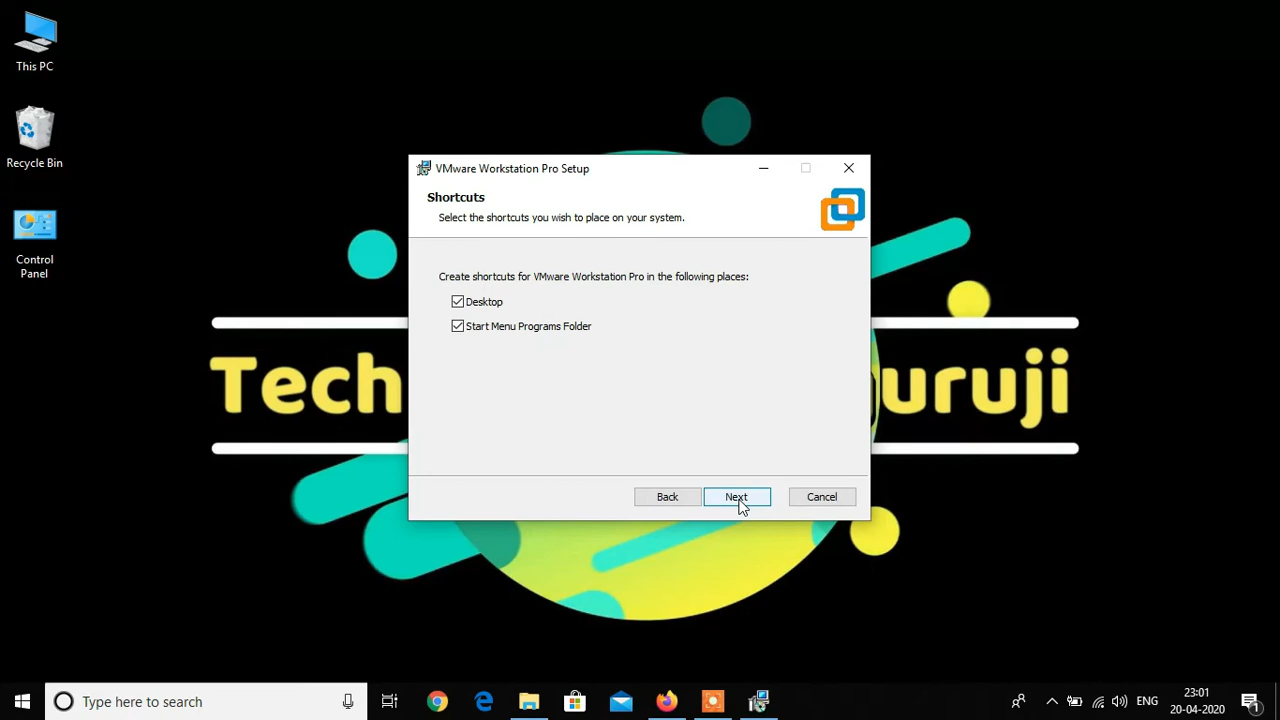 This PC
Recycle Bin
Control
Panel
VMware Workstation Pro Setup
Shortcuts
Select the shortcuts you wish to place on your system.
Create shortcuts for VMware Workstation Pro in the following places:
Desktop
Start Menu Programs Folder
Back
Next
Cancel
Tech
uruji
Type here to search
ENG
23:01
20-04-2020
1